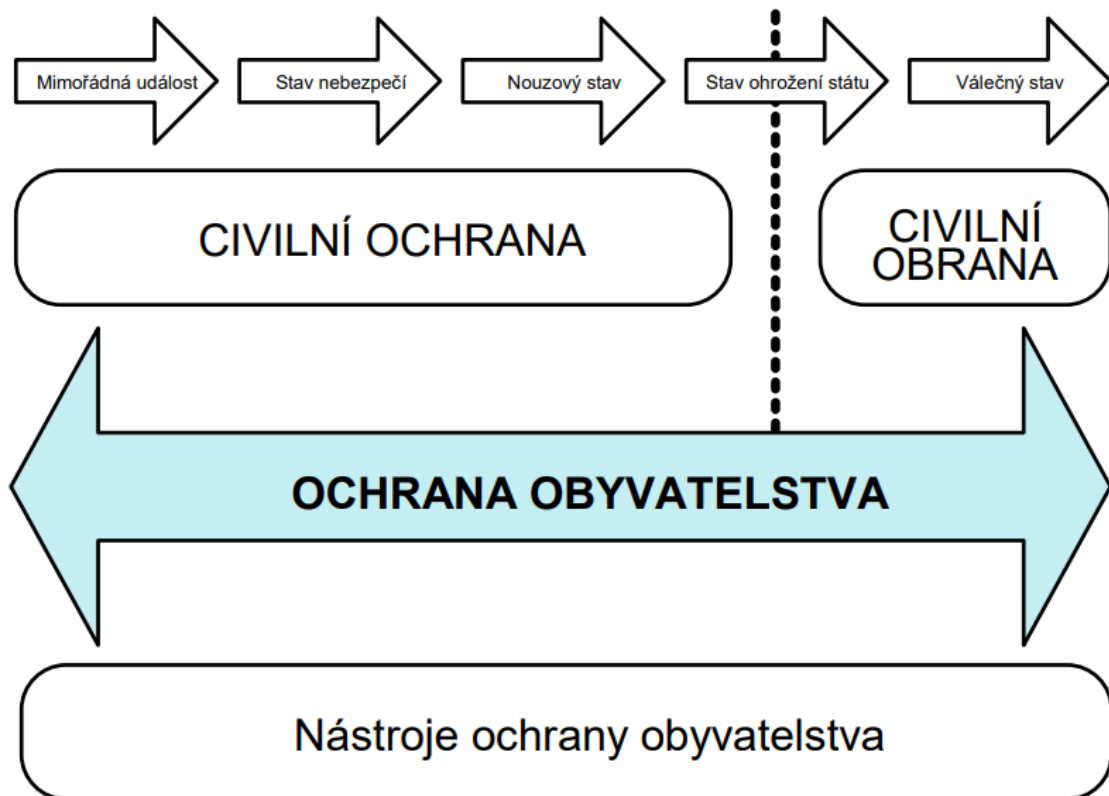 Mimořádná událost
Stav nebezpečí
Nouzový stav
Stav ohrožení státu
Válečný stav
CIVILNÍ OCHRANA
CIVILNÍ
OBRANA
OCHRANA OBYVATELSTVA
Nástroje ochrany obyvatelstva